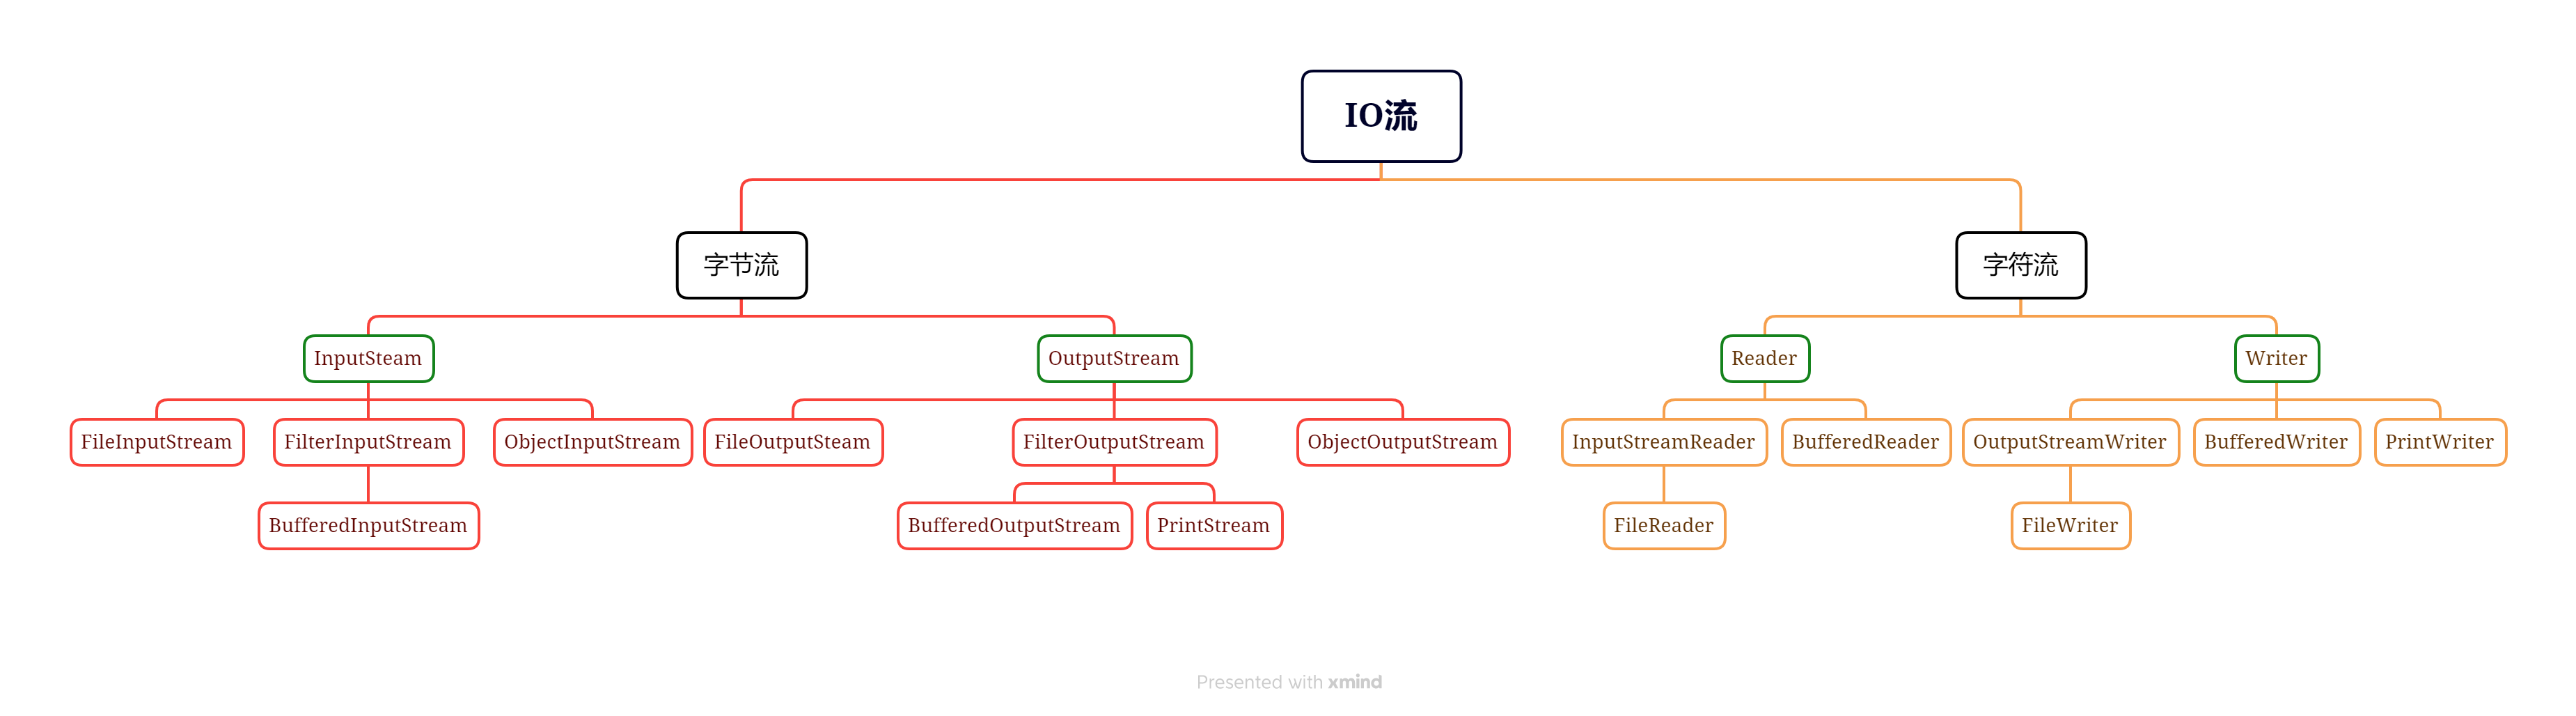 IO流
字节流
字符流
InputSteam
OutputStream
Reader
Writer
FileInputStream
FilterInputStream
ObjectInputStream
FileOutputSteam
FilterOutputStream
ObjectOutputStream
InputStreamReader
BufferedReader
OutputStreamWriter
BufferedWriter
PrintWriter
BufferedInputStream
BufferedOutputStream
PrintStream
FileReader
FileWriter
Presented with xmind